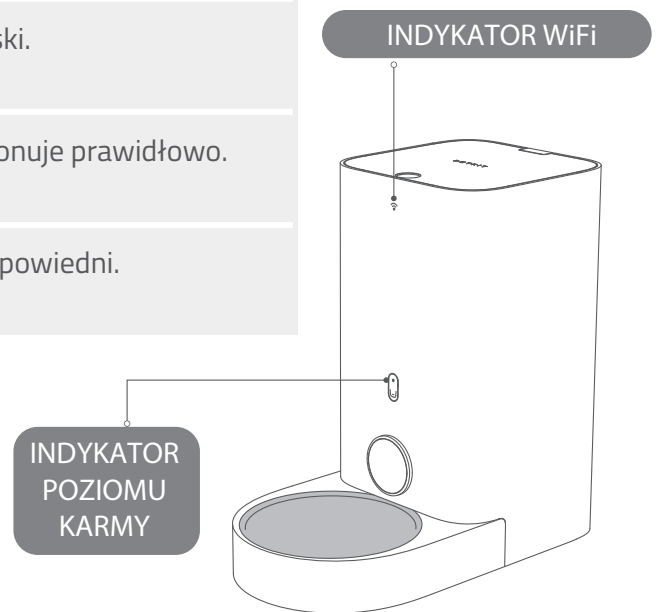 ski.
INDYKATOR WiFi
onuje prawidłowo.
powiedni.
INDYKATOR
POZIOMU
KARMY